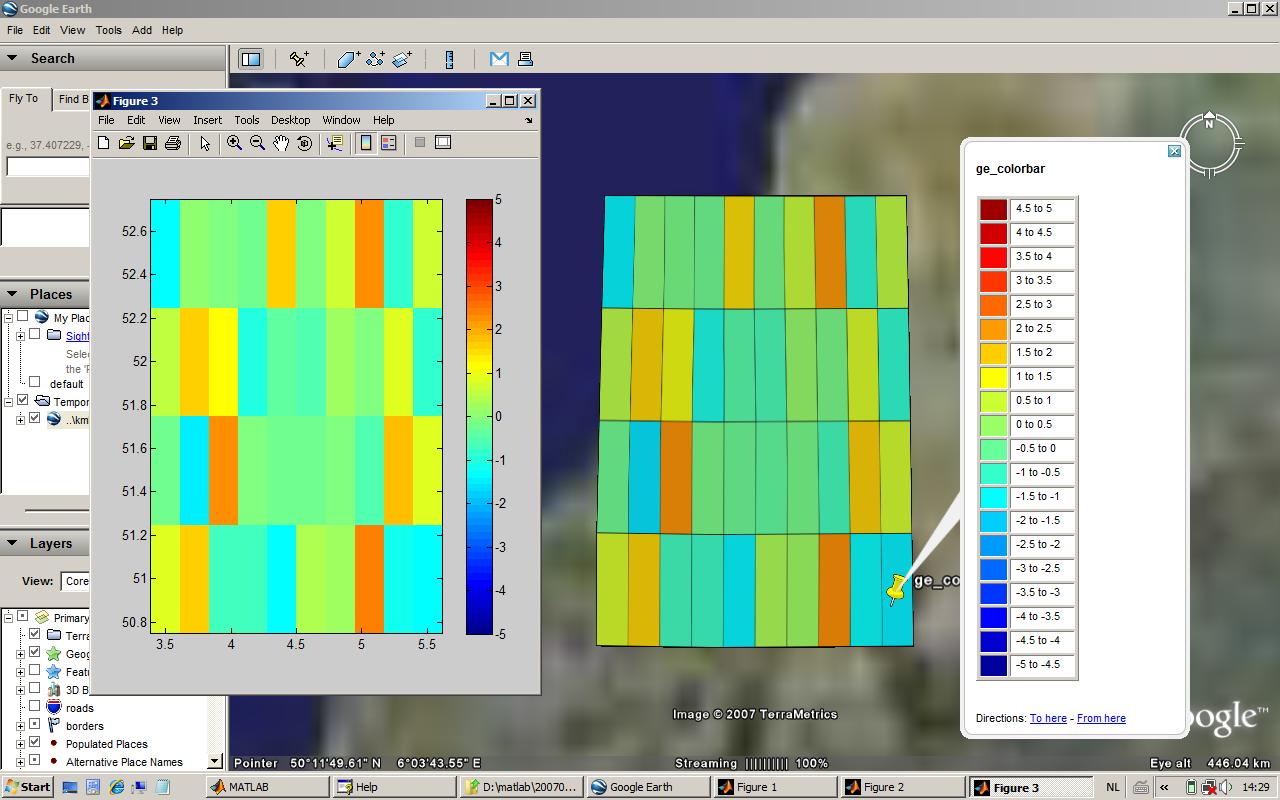 Google Earth
File Edit View Tools Add Help
Search
Fly To Find B
e.g., 37.407229, -
Places
My Plac
Sight
Selec
the 'F
default
Tempor
..\km
Layers
View: Core
Primary
Terra
Geog
Feat
3D B
roads
borders
Populated Places
Alternative Place Names
Figure 3
File Edit View Insert Tools Desktop Window Help
52.6
52.4
52.2
52
51.8
51.6
51.4
51.2
51
50.8
3.5 4 4.5 5 5.5
5
4
3
2
1
0
-1
-2
-3
-4
-5
N
ge_co
ge_colorbar
4.5 to 5
4 to 4.5
3.5 to 4
3 to 3.5
2.5 to 3
2 to 2.5
1.5 to 2
1 to 1.5
0.5 to 1
0 to 0.5
-0.5 to 0
-1 to -0.5
-1.5 to -1
-2 to -1.5
-2.5 to -2
-3 to -2.5
-3.5 to -3
-4 to -3.5
-4.5 to -4
-5 to -4.5
Directions: To here - From here
Image © 2007 TerraMetrics
oogle™
Pointer 50°11'49.61" N 6°03'43.55" E Streaming |||||||||| 100% Eye alt 446.04 km
Start MATLAB Help D:\matlab\20070... Google Earth Figure 1 Figure 2 Figure 3 NL « 14:29